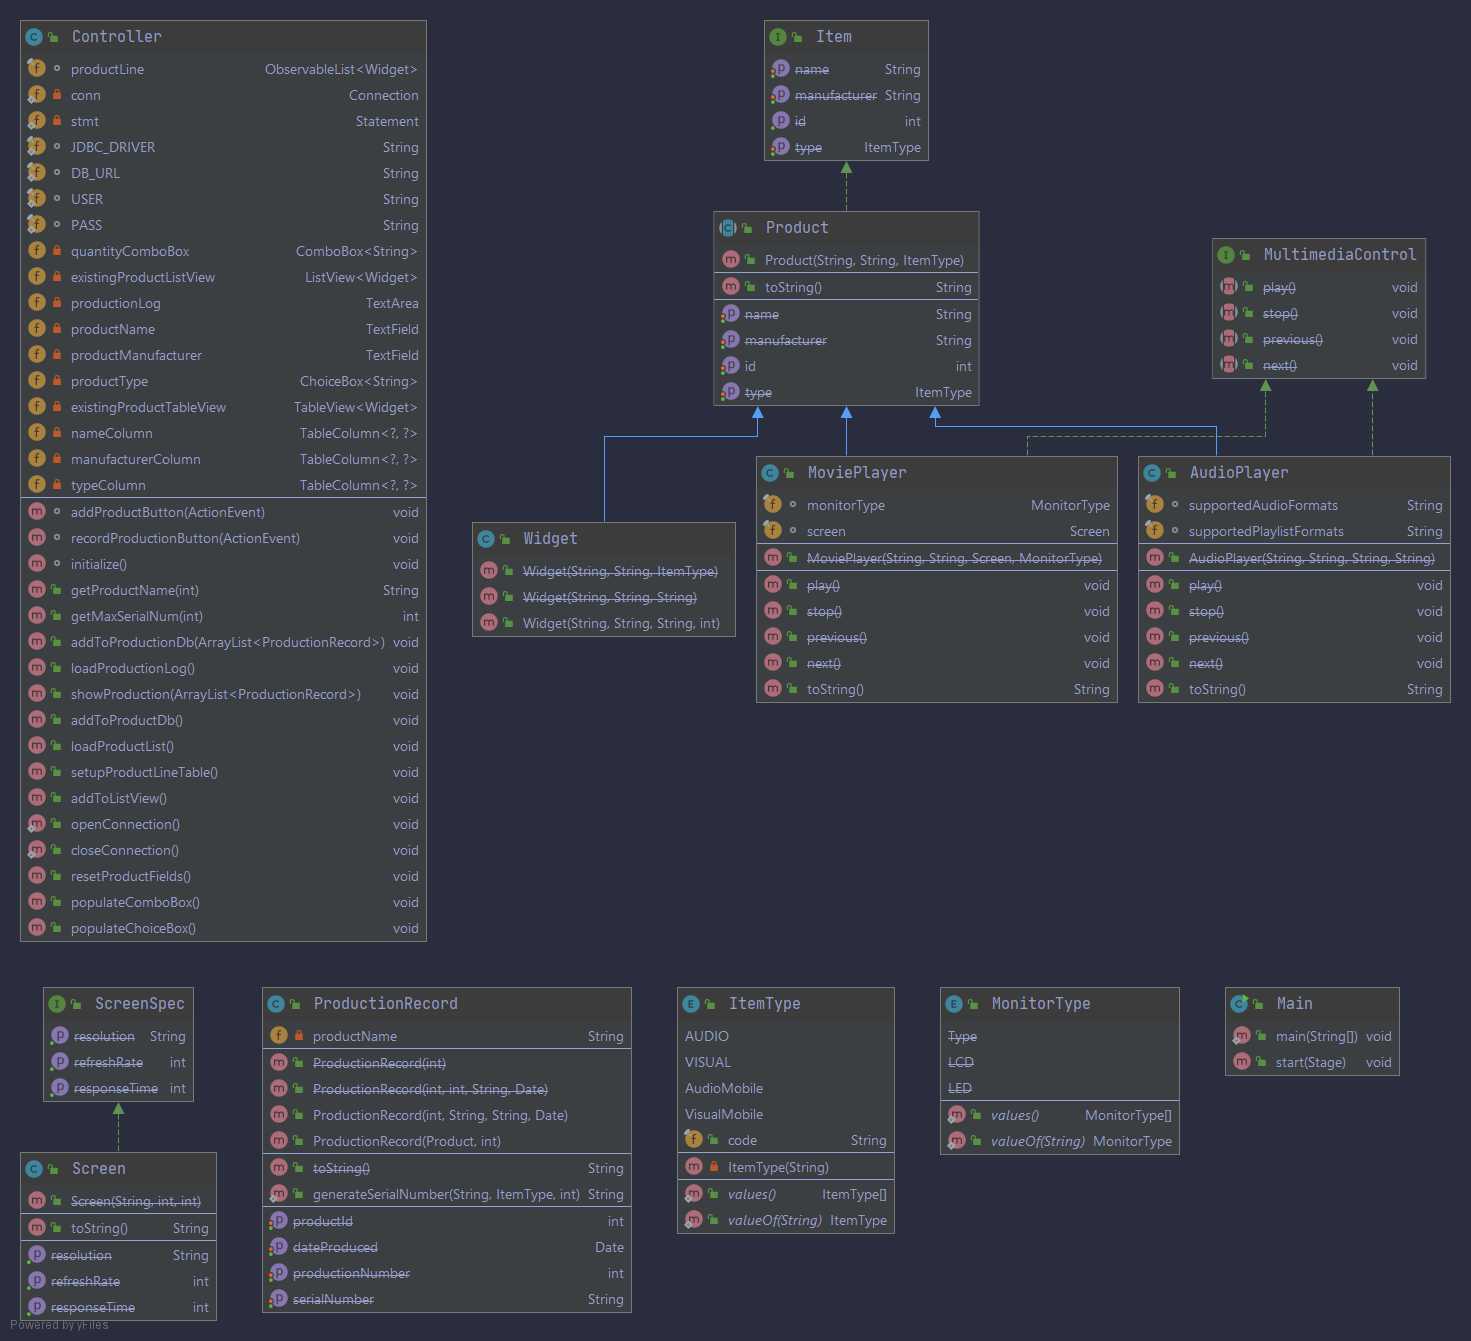 Controller
productLine ObservableList<Widget>
conn Connection
stmt Statement
JDBC_DRIVER String
DB_URL String
USER String
PASS String
quantityComboBox ComboBox<String>
existingProductListView ListView<Widget>
productionLog TextArea
productName TextField
productManufacturer TextField
productType ChoiceBox<String>
existingProductTableView TableView<Widget>
nameColumn TableColumn<?, ?>
manufacturerColumn TableColumn<?, ?>
typeColumn TableColumn<?, ?>
addProductButton(ActionEvent) void
recordProductionButton(ActionEvent) void
initialize() void
getProductName(int) String
getMaxSerialNum(int) int
addToProductionDb(ArrayList<ProductionRecord>) void
loadProductionLog() void
showProduction(ArrayList<ProductionRecord>) void
addToProductDb() void
loadProductList() void
setupProductLineTable() void
addToListView() void
openConnection() void
closeConnection() void
resetProductFields() void
populateComboBox() void
populateChoiceBox() void
Item
name String
manufacturer String
id int
type ItemType
Product
Product(String, String, ItemType)
toString() String
name String
manufacturer String
id int
type ItemType
MultimediaControl
play() void
stop() void
previous() void
next() void
Widget
Widget(String, String, ItemType)
Widget(String, String, String)
Widget(String, String, String, int)
MoviePlayer
monitorType MonitorType
screen Screen
MoviePlayer(String, String, Screen, MonitorType)
play() void
stop() void
previous() void
next() void
toString() String
AudioPlayer
supportedAudioFormats String
supportedPlaylistFormats String
AudioPlayer(String, String, String, String)
play() void
stop() void
previous() void
next() void
toString() String
ScreenSpec
resolution String
refreshRate int
responseTime int
Screen
Screen(String, int, int)
toString() String
resolution String
refreshRate int
responseTime int
ProductionRecord
productName String
ProductionRecord(int)
ProductionRecord(int, int, String, Date)
ProductionRecord(int, String, String, Date)
ProductionRecord(Product, int)
toString() String
generateSerialNumber(String, ItemType, int) String
productId int
dateProduced Date
productionNumber int
serialNumber String
ItemType
AUDIO
VISUAL
AudioMobile
VisualMobile
code String
ItemType(String)
values() ItemType[]
valueOf(String) ItemType
MonitorType
Type
LCD
LED
values() MonitorType[]
valueOf(String) MonitorType
Main
main(String[]) void
start(Stage) void
Powered by yFiles